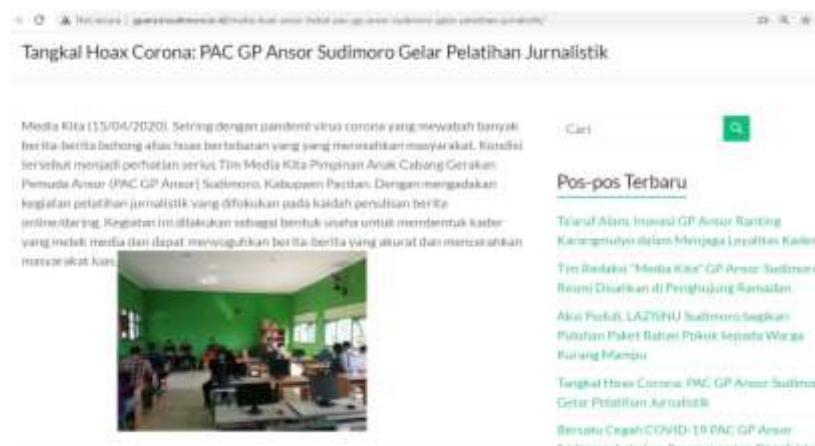 Tangkal Hoax Corona: PAC GP Ansor Sudimoro Gelar Pelatihan Jurnalistik
Media Kita (15/04/2020). Seiring dengan pandemi virus corona yang mewabah banyak
berita-berita bohong alias hoax bertebaran yang yang meresahkan masyarakat. Kondisi
tersebut menjadi perhatian serius Tim Media Kita Pimpinan Anak Cabang Gerakan
Pemuda Ansor (PAC GP Ansor) Sudimoro, Kabupaen Pacitan. Dengan mengadakan
kegiatan pelatihan jurnalistik yang difokuskan pada kaidah penulisan berita
online/daring. Kegiatan ini dilakukan sebagai bentuk usaha untuk membentuk kader
yang melek media dan dapat menyuguhkan berita-berita yang akurat dan mencerahkan
masyarakat luas.
Cari
Pos-pos Terbaru
Ta'aruf Alam, Inovasi GP Ansor Ranting
Karangmulyo dalam Menjaga Loyalitas Kader
Tim Redaksi "Media Kita" GP Ansor Sudimoro
Resmi Disahkan di Penghujung Ramadan
Aksi Peduli, LAZISNU Sudimoro bagikan
Puluhan Paket Bahan Pokok kepada Warga
Kurang Mampu
Tangkal Hoax Corona: PAC GP Ansor Sudimo
Gelar Pelatihan Jurnalistik
Bersatu Cegah COVID-19 PAC GP Ansor